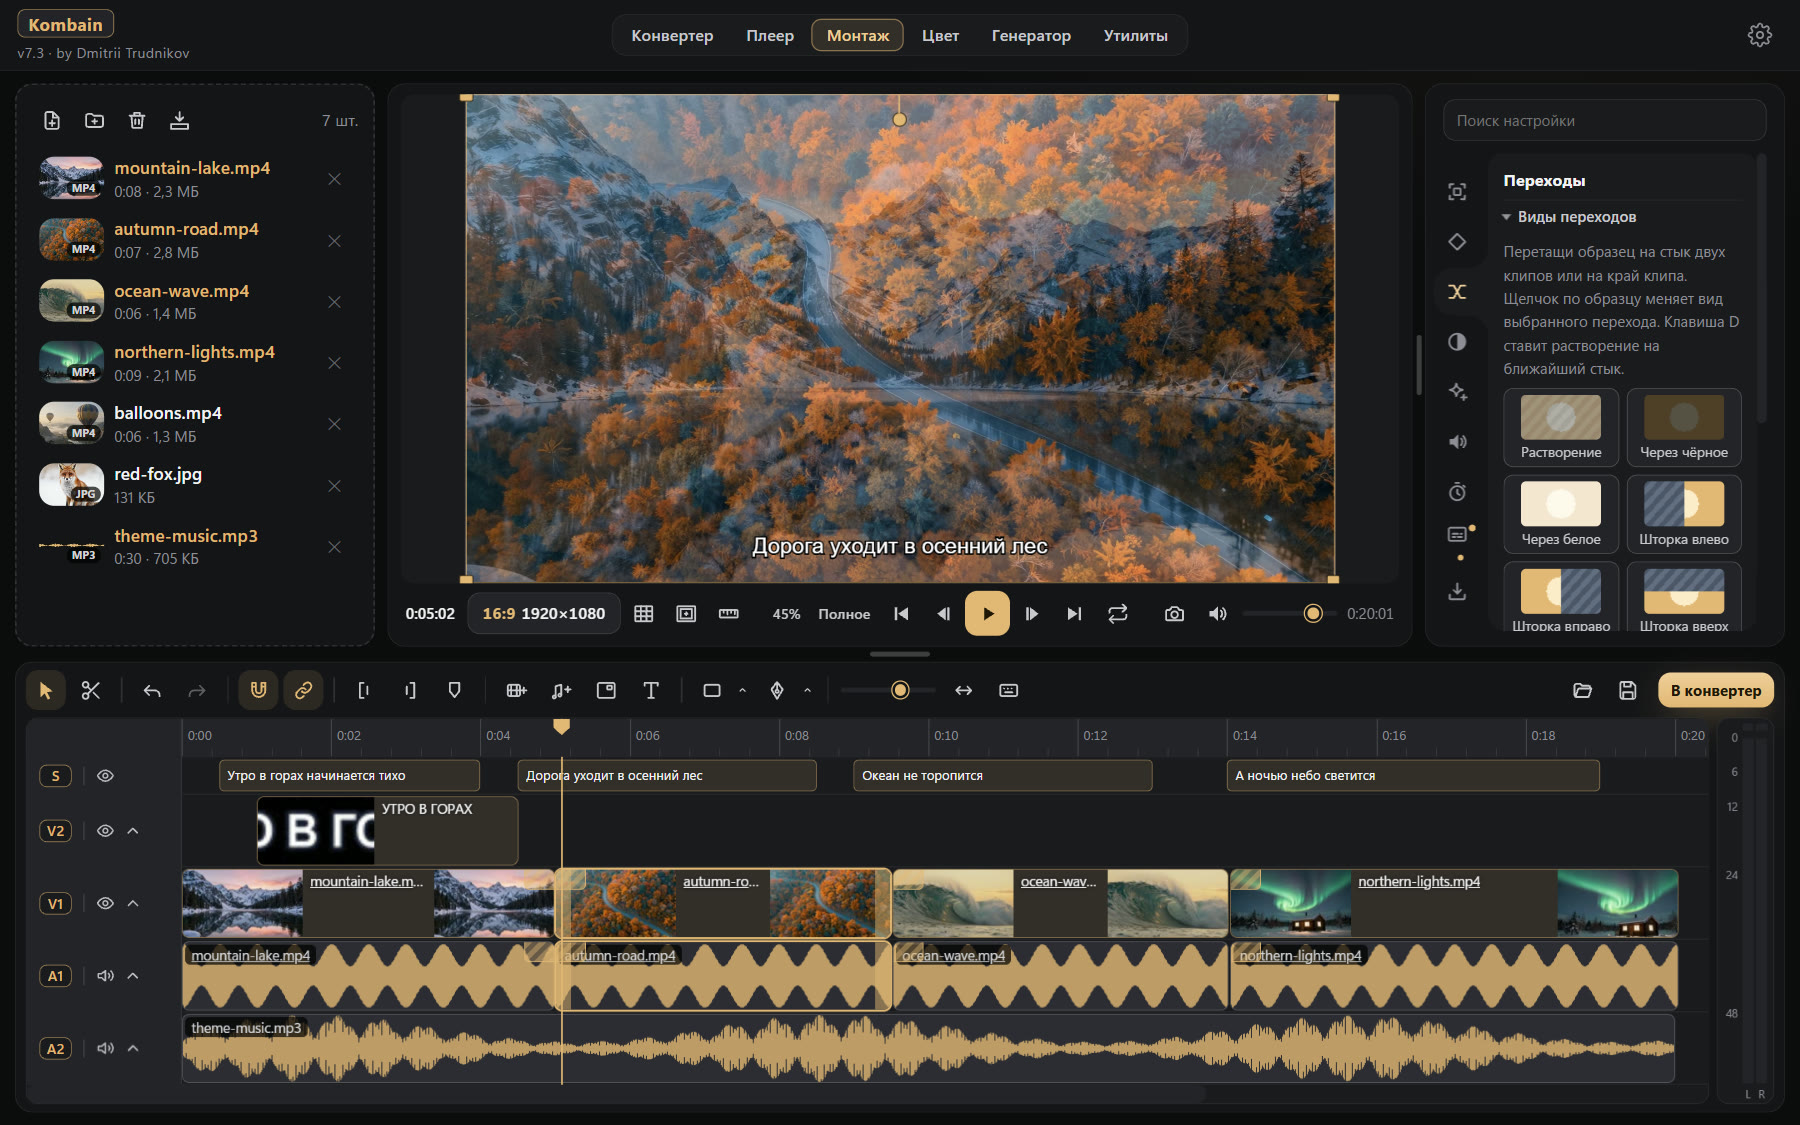 Kombain
v7.3 · by Dmitrii Trudnikov
Конвертер
Плеер
Монтаж
Цвет
Генератор
Утилиты
7 шт.
mountain-lake.mp4
0:08 · 2,3 МБ
MP4
autumn-road.mp4
0:07 · 2,8 МБ
MP4
ocean-wave.mp4
0:06 · 1,4 МБ
MP4
northern-lights.mp4
0:09 · 2,1 МБ
MP4
balloons.mp4
0:06 · 1,3 МБ
MP4
red-fox.jpg
131 КБ
JPG
theme-music.mp3
0:30 · 705 КБ
MP3
Дорога уходит в осенний лес
0:05:02
16:9 1920×1080
45%
Полное
0:20:01
Поиск настройки
Переходы
Виды переходов
Перетащи образец на стык двух
клипов или на край клипа.
Щелчок по образцу меняет вид
выбранного перехода. Клавиша D
ставит растворение на
ближайший стык.
Растворение
Через чёрное
Через белое
Шторка влево
Шторка вправо
Шторка вверх
В конвертер
0:00
0:02
0:04
0:06
0:08
0:10
0:12
0:14
0:16
0:18
0:20
S
Утро в горах начинается тихо
Дорога уходит в осенний лес
Океан не торопится
А ночью небо светится
V2
О В ГО
УТРО В ГОРАХ
V1
mountain-lake.m...
autumn-ro...
ocean-wav...
northern-lights.mp4
A1
mountain-lake.mp4
autumn-road.mp4
ocean-wave.mp4
northern-lights.mp4
A2
theme-music.mp3
0
6
12
24
48
L R